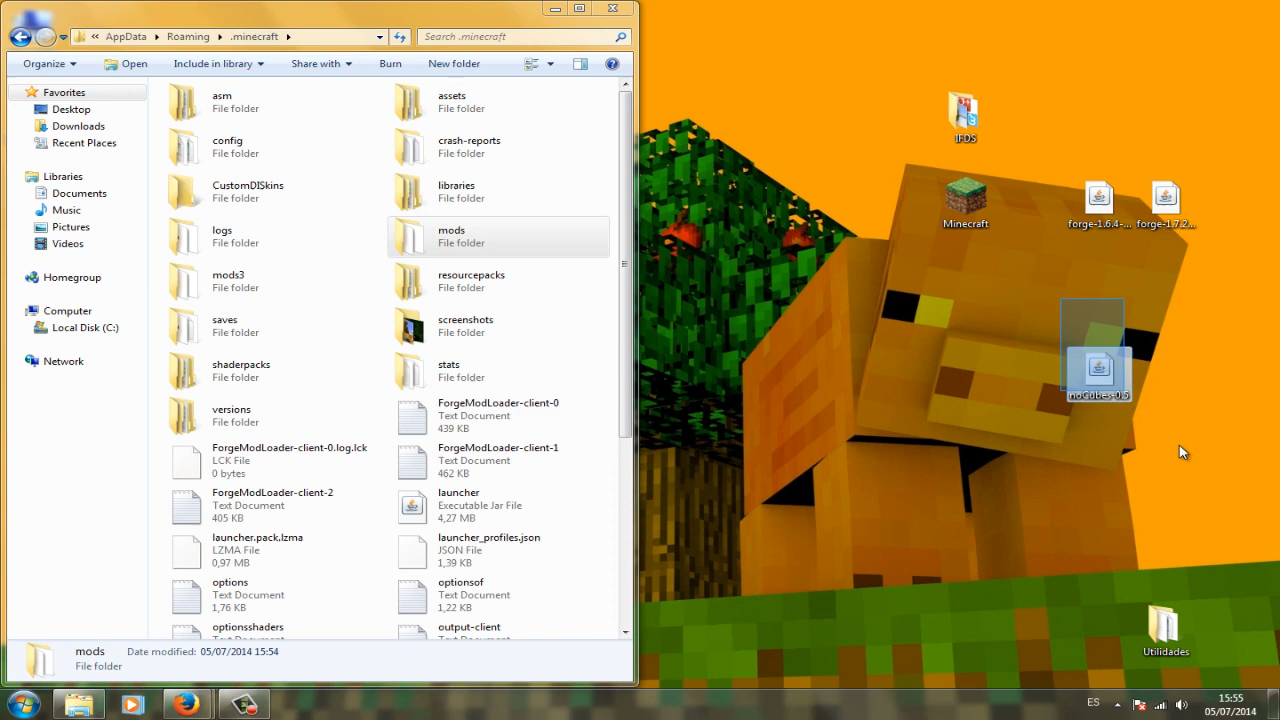 « AppData Roaming .minecraft
Search .minecraft
Organize
Open
Include in library
Share with
Burn
New folder
Favorites
Desktop
Downloads
Recent Places
Libraries
Documents
Music
Pictures
Videos
Homegroup
Computer
Local Disk (C:)
Network
asm
File folder
assets
File folder
config
File folder
crash-reports
File folder
CustomDISkins
File folder
libraries
File folder
logs
File folder
mods
File folder
mods3
File folder
resourcepacks
File folder
saves
File folder
screenshots
File folder
shaderpacks
File folder
stats
File folder
versions
File folder
ForgeModLoader-client-0
Text Document
439 KB
ForgeModLoader-client-0.log.lck
LCK File
0 bytes
ForgeModLoader-client-1
Text Document
462 KB
ForgeModLoader-client-2
Text Document
405 KB
launcher
Executable Jar File
4,27 MB
launcher.pack.lzma
LZMA File
0,97 MB
launcher_profiles.json
JSON File
1,39 KB
options
Text Document
1,76 KB
optionsof
Text Document
1,22 KB
optionsshaders
Text Document
output-client
Text Document
mods
Date modified: 05/07/2014 15:54
File folder
IFDS
Minecraft
forge-1.6.4-...
forge-1.7.2...
noCubes-0.5
Utilidades
ES
15:55
05/07/2014